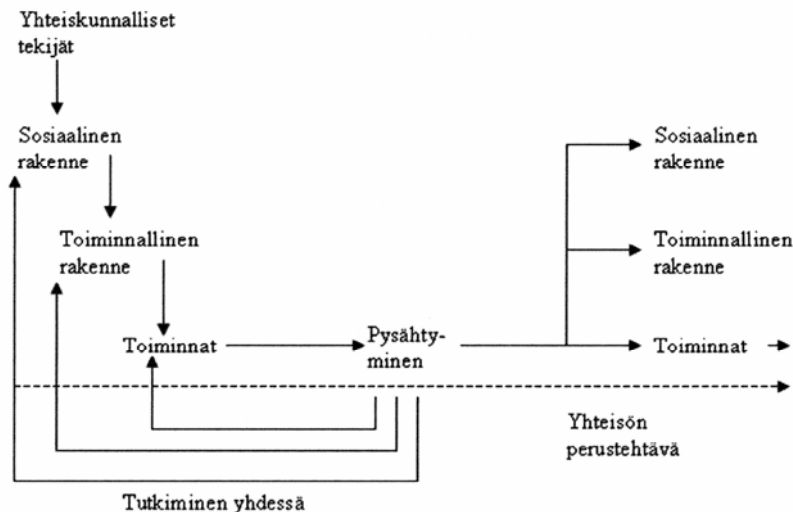 Yhteiskunnalliset
tekijät
Sosiaalinen
rakenne
Toiminnallinen
rakenne
Toiminnat
Pysähty-
minen
Sosiaalinen
rakenne
Toiminnallinen
rakenne
Toiminnat
Yhteisön
perustehtävä
Tutkiminen yhdessä